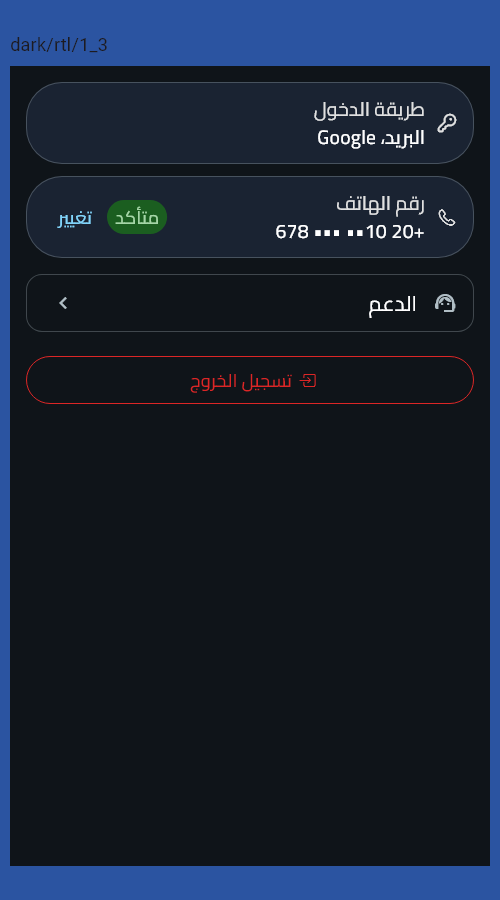 dark/rtl/1_3
طريقة الدخول
البريد، Google
رقم الهاتف
+20 10▪▪ ▪▪▪ 678
متأكد
تغيير
الدعم
تسجيل الخروج